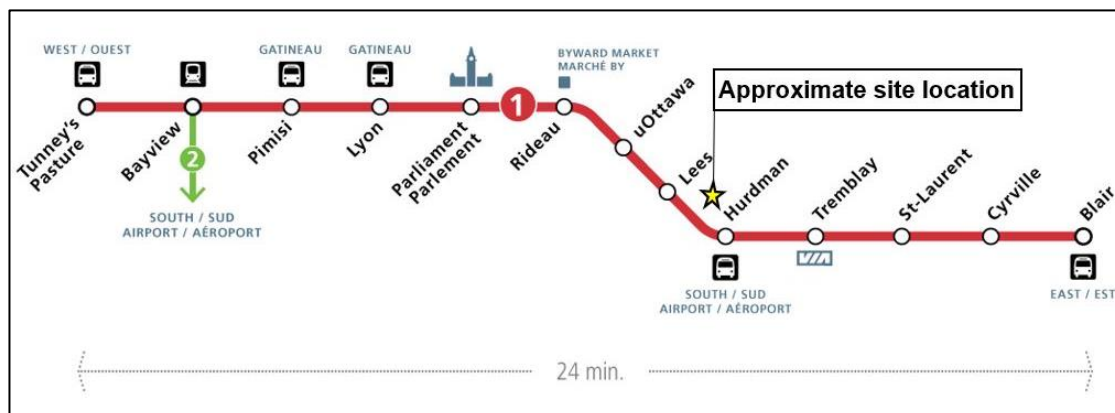 WEST / OUEST
GATINEAU
GATINEAU
BYWARD MARKET
MARCHÉ BY
Approximate site location
1
Tunney's
Pasture
Bayview
Pimisi
Lyon
Parliament
Parlement
Rideau
uOttawa
Lees
Hurdman
Tremblay
St-Laurent
Cyrville
Blair
2
SOUTH / SUD
AIRPORT / AÉROPORT
VIA
SOUTH / SUD
AIRPORT / AÉROPORT
EAST / EST
24 min.